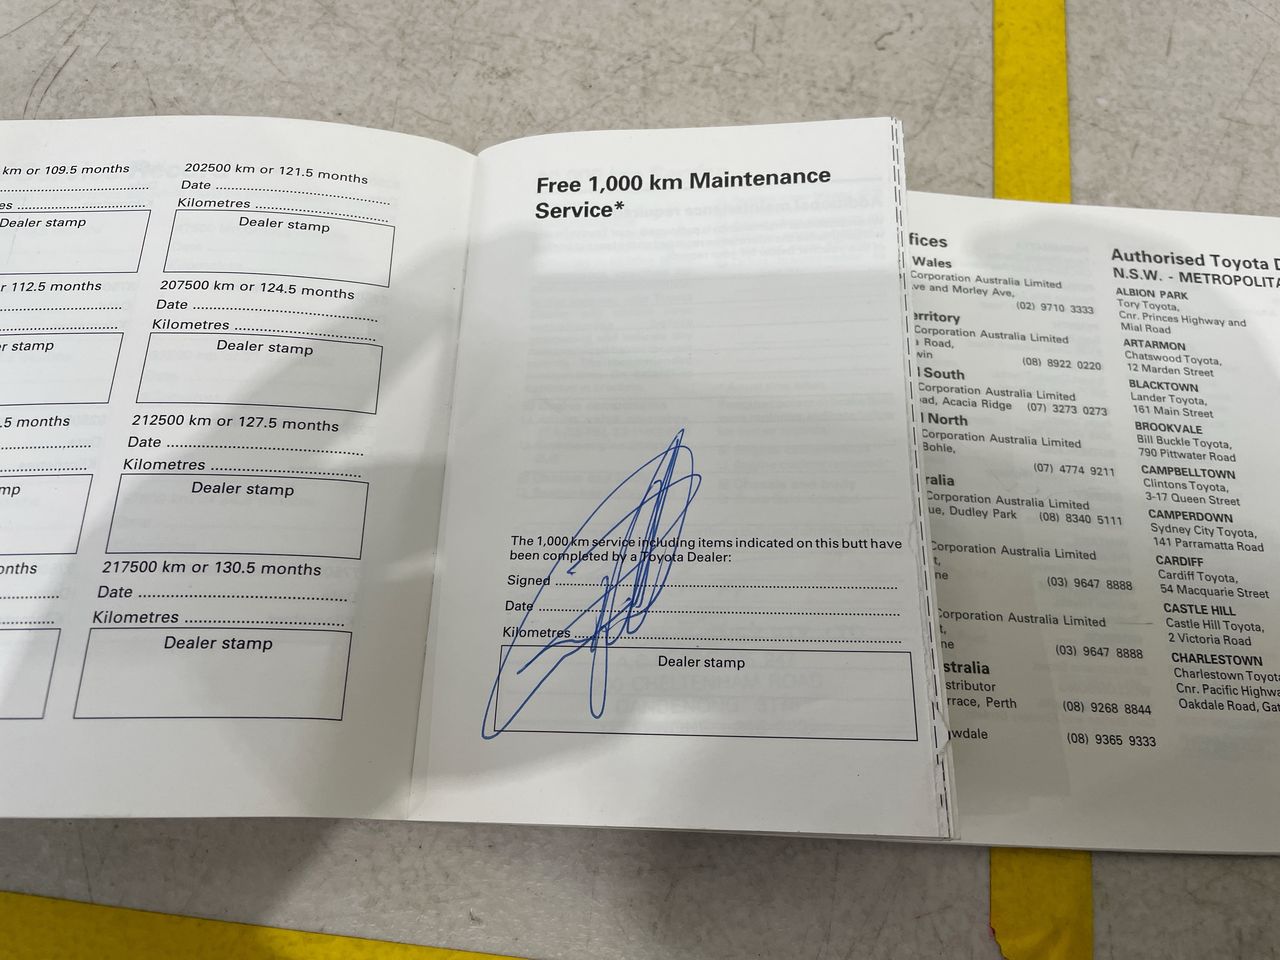 km or 109.5 months
Dealer stamp
r 112.5 months
er stamp
.5 months
mp
onths
202500 km or 121.5 months
Date
Kilometres
Dealer stamp
207500 km or 124.5 months
Date
Kilometres
Dealer stamp
212500 km or 127.5 months
Date
Kilometres
Dealer stamp
217500 km or 130.5 months
Date
Kilometres
Dealer stamp
Free 1,000 km Maintenance
Service*
The 1,000 km service including items indicated on this butt have
been completed by a Toyota Dealer:
Signed
Date
Kilometres
Dealer stamp
fices
Wales
Corporation Australia Limited
ve and Morley Ave,
(02) 9710 3333
erritory
Corporation Australia Limited
Road,
win (08) 8922 0220
South
Corporation Australia Limited
ad, Acacia Ridge (07) 3273 0273
North
Corporation Australia Limited
Bohle,
(07) 4774 9211
ralia
Corporation Australia Limited
ue, Dudley Park (08) 8340 5111
Corporation Australia Limited
t,
ne (03) 9647 8888
orporation Australia Limited
t,
ne (03) 9647 8888
stralia
stributor
rrace, Perth (08) 9268 8844
wdale (08) 9365 9333
Authorised Toyota D
N.S.W. - METROPOLITA
ALBION PARK
Tory Toyota,
Cnr. Princes Highway and
Mial Road
ARTARMON
Chatswood Toyota,
12 Marden Street
BLACKTOWN
Lander Toyota,
161 Main Street
BROOKVALE
Bill Buckle Toyota,
790 Pittwater Road
CAMPBELLTOWN
Clintons Toyota,
3-17 Queen Street
CAMPERDOWN
Sydney City Toyota,
141 Parramatta Road
CARDIFF
Cardiff Toyota,
54 Macquarie Street
CASTLE HILL
Castle Hill Toyota,
2 Victoria Road
CHARLESTOWN
Charlestown Toyot
Cnr. Pacific Highwa
Oakdale Road, Gat